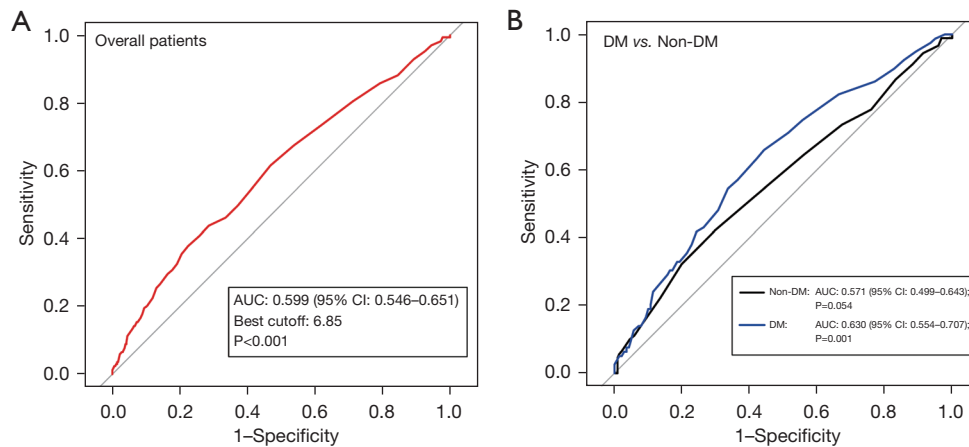 A
Overall patients
1.0
0.8
0.6
0.4
0.2
0.0
Sensitivity
AUC: 0.599 (95% CI: 0.546–0.651)
Best cutoff: 6.85
P<0.001
0.0 0.2 0.4 0.6 0.8 1.0
1–Specificity
B
DM vs. Non-DM
1.0
0.8
0.6
0.4
0.2
0.0
Sensitivity
Non-DM: AUC: 0.571 (95% CI: 0.499–0.643);
P=0.054
DM: AUC: 0.630 (95% CI: 0.554–0.707);
P=0.001
0.0 0.2 0.4 0.6 0.8 1.0
1–Specificity